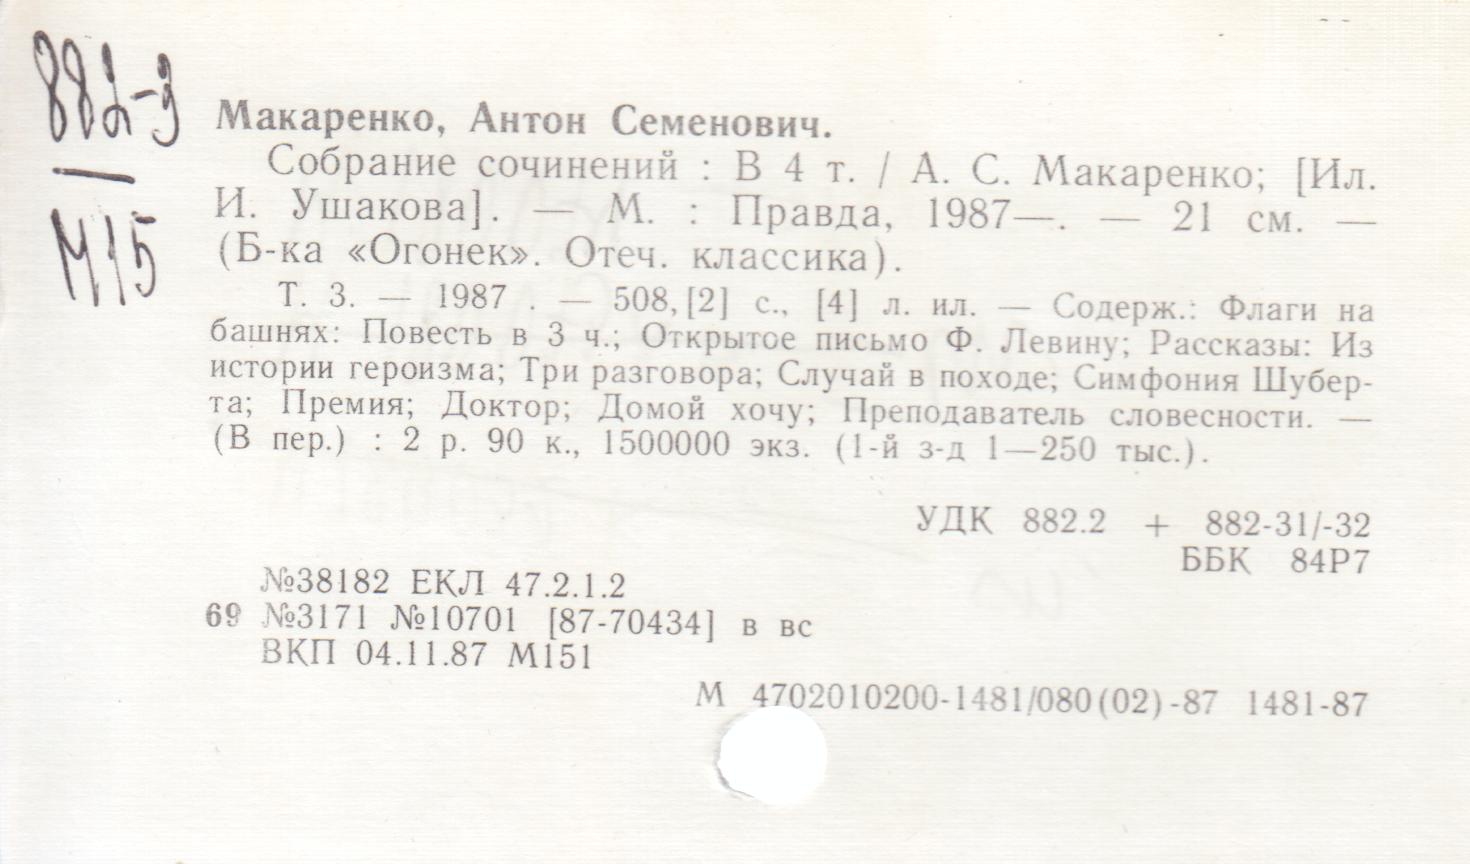 882-3
М15
Макаренко, Антон Семенович.
Собрание сочинений : В 4 т. / А. С. Макаренко; [Ил.
И. Ушакова]. — М. : Правда, 1987—. — 21 см. —
(Б-ка «Огонек». Отеч. классика).
Т. 3. — 1987 . — 508,[2] с., [4] л. ил. — Содерж.: Флаги на
башнях: Повесть в 3 ч.; Открытое письмо Ф. Левину; Рассказы: Из
истории героизма; Три разговора; Случай в походе; Симфония Шубер-
та; Премия; Доктор; Домой хочу; Преподаватель словесности. —
(В пер.) : 2 р. 90 к., 1500000 экз. (1-й з-д 1—250 тыс.).
УДК 882.2 + 882-31/-32
ББК 84Р7
№38182 ЕКЛ 47.2.1.2
69 №3171 №10701 [87-70434] в вс
ВКП 04.11.87 М151
М 4702010200-1481/080(02)-87 1481-87